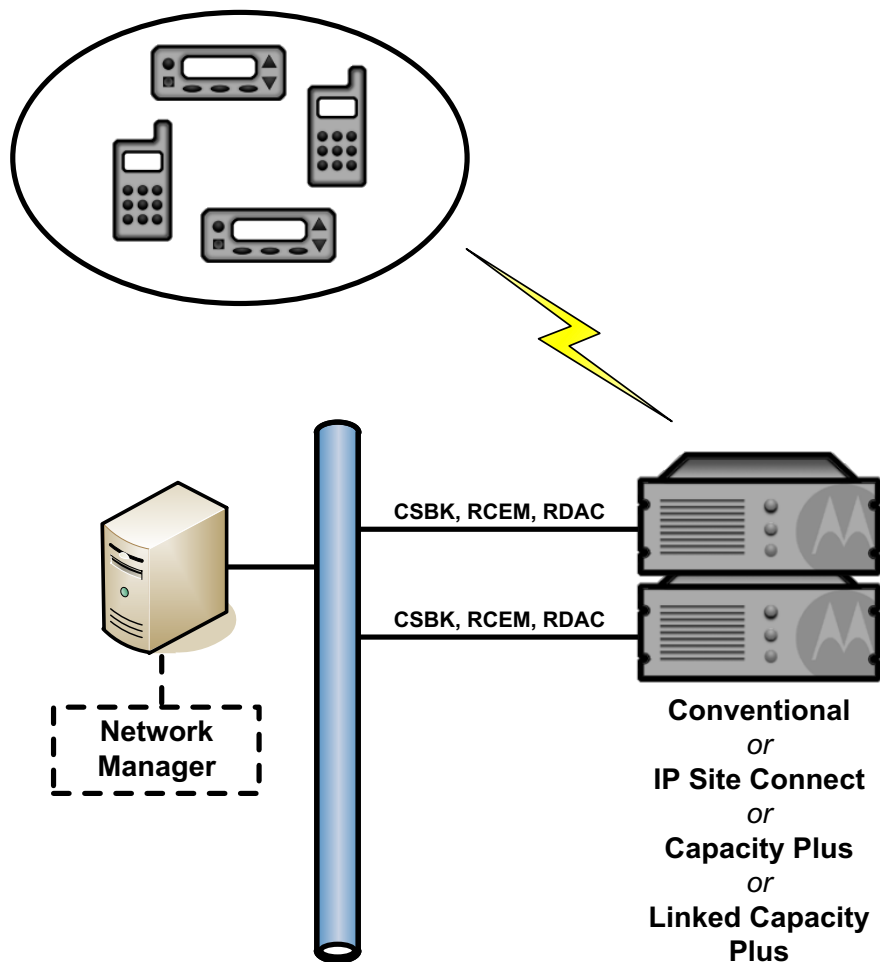 CSBK, RCEM, RDAC
CSBK, RCEM, RDAC
Network
Manager
Conventional
or
IP Site Connect
or
Capacity Plus
or
Linked Capacity
Plus